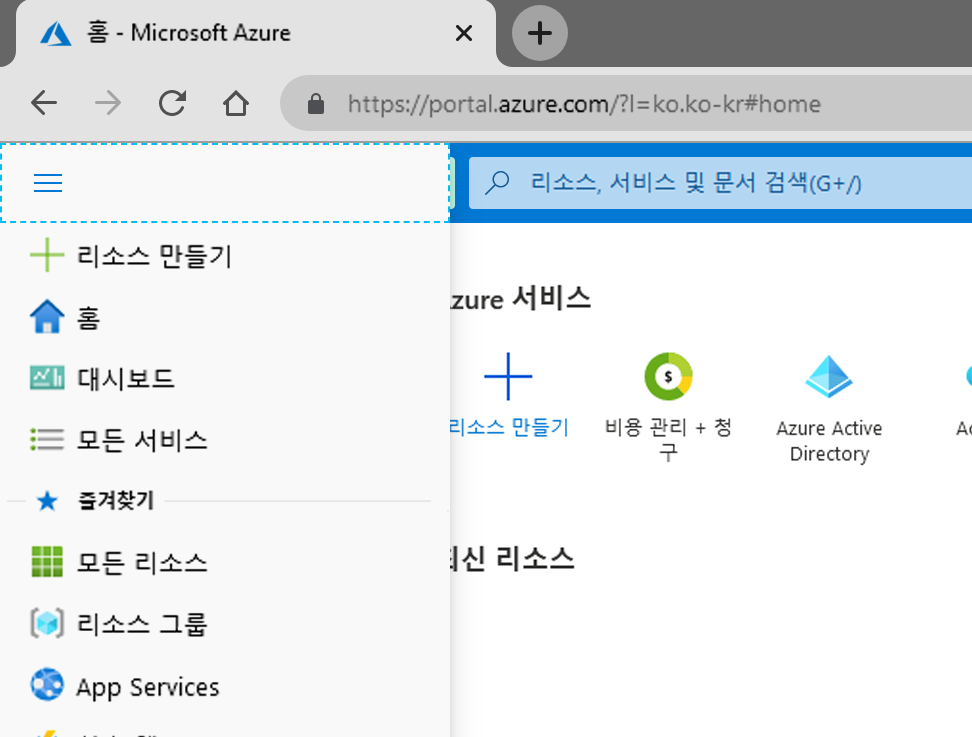 홈 - Microsoft Azure
https://portal.azure.com/?l=ko.ko-kr#home
리소스, 서비스 및 문서 검색(G+/)
리소스 만들기
홈
대시보드
모든 서비스
즐겨찾기
모든 리소스
리소스 그룹
App Services
zure 서비스
리소스 만들기
비용 관리 + 청
구
Azure Active
Directory
신 리소스